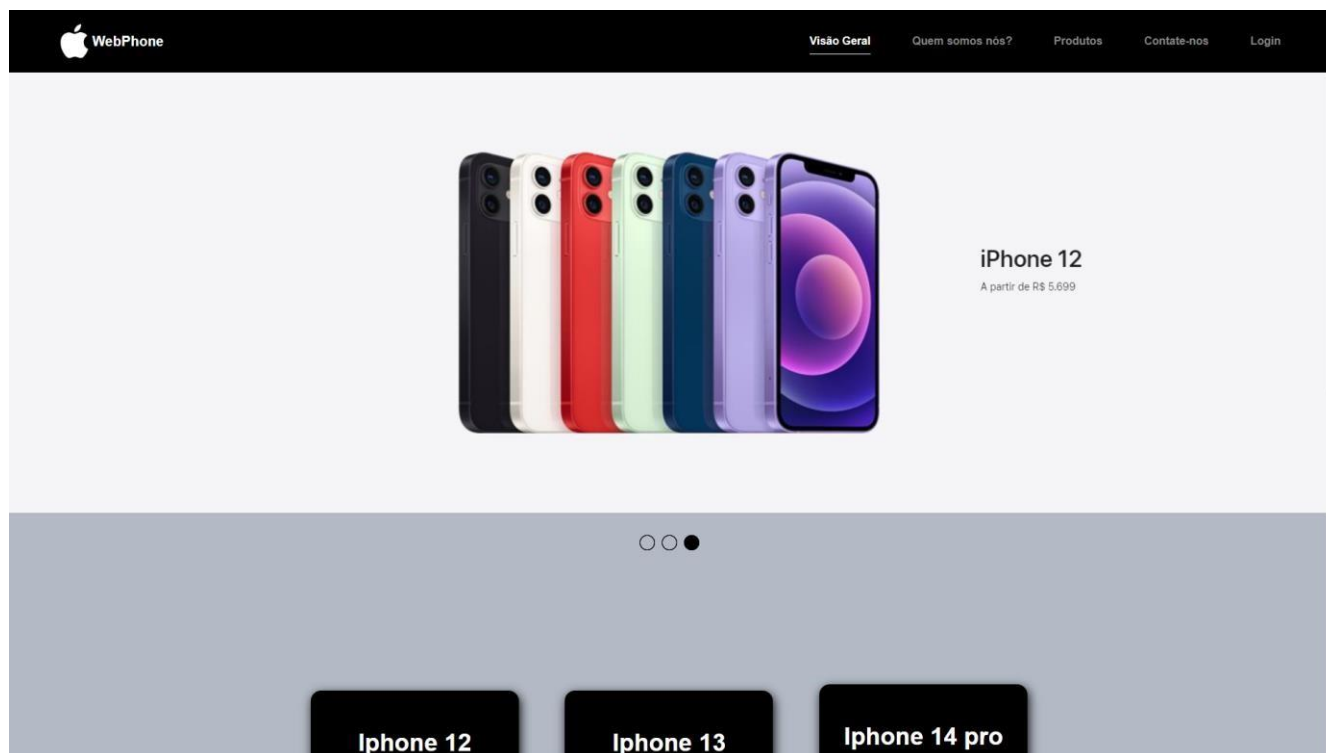 WebPhone
Visão Geral
Quem somos nós?
Produtos
Contate-nos
Login
iPhone 12
A partir de R$ 5.699
Iphone 12
Iphone 13
Iphone 14 pro